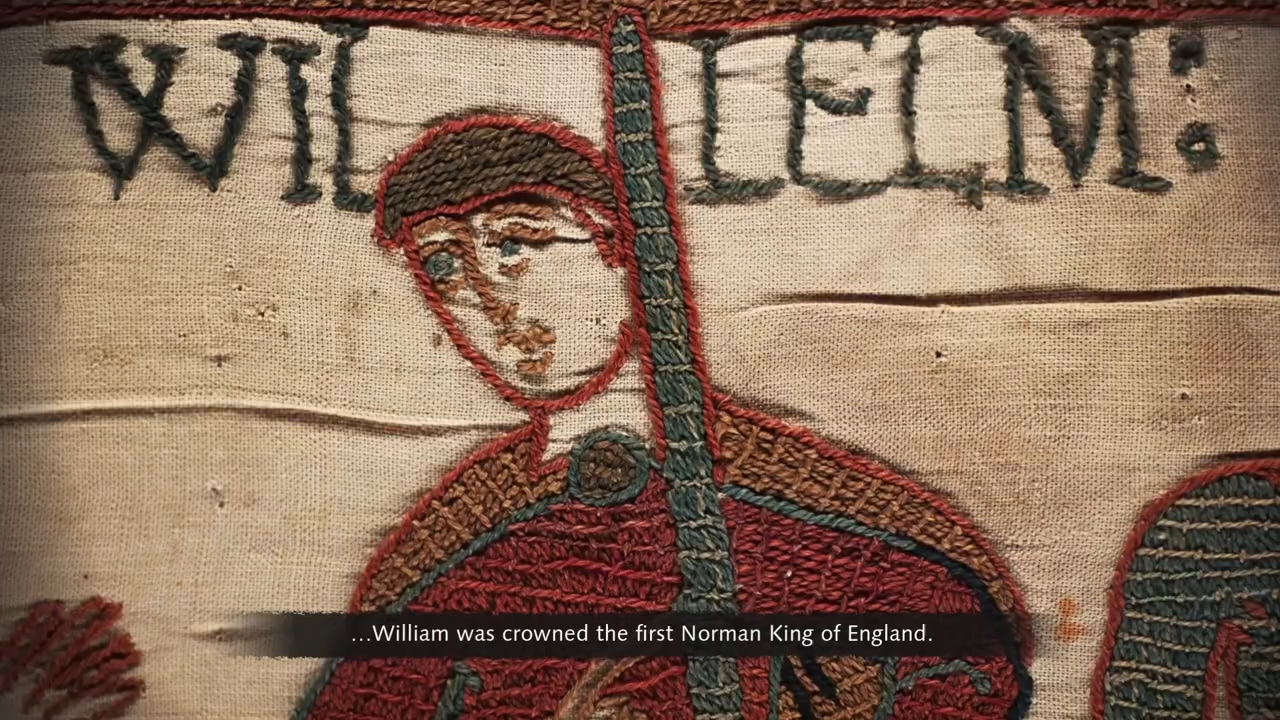 WILLELM:
…William was crowned the first Norman King of England.